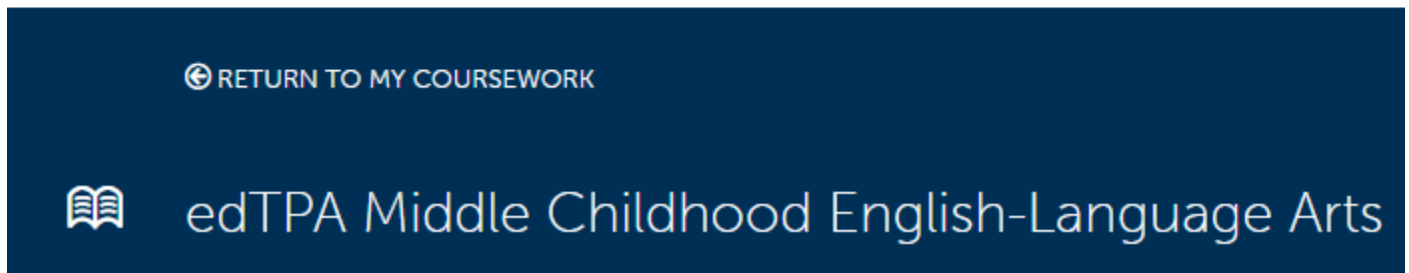 RETURN TO MY COURSEWORK
edTPA Middle Childhood English-Language Arts